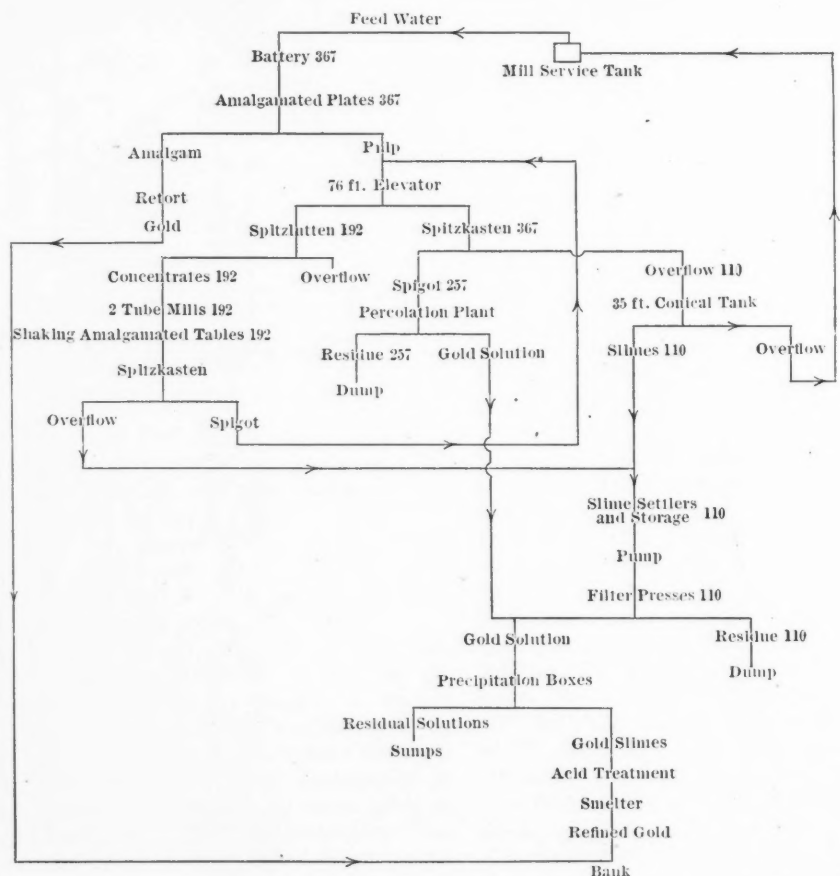 Feed Water
Battery 367
Mill Service Tank
Amalgamated Plates 367
Amalgam
Pulp
Retort
76 ft. Elevator
Gold
Spitzlutten 192
Spitzkasten 367
Concentrates 192
Overflow
Overflow 110
Spigot 257
2 Tube Mills 192
Percolation Plant
35 ft. Conical Tank
Shaking Amalgamated Tables 192
Residue 257
Gold Solution
Slimes 110
Overflow
Spitzkasten
Dump
Overflow
Spigot
Slime Settlers
and Storage 110
Pump
Filter Presses 110
Gold Solution
Residue 110
Dump
Precipitation Boxes
Residual Solutions
Sumps
Gold Slimes
Acid Treatment
Smelter
Refined Gold
Bank